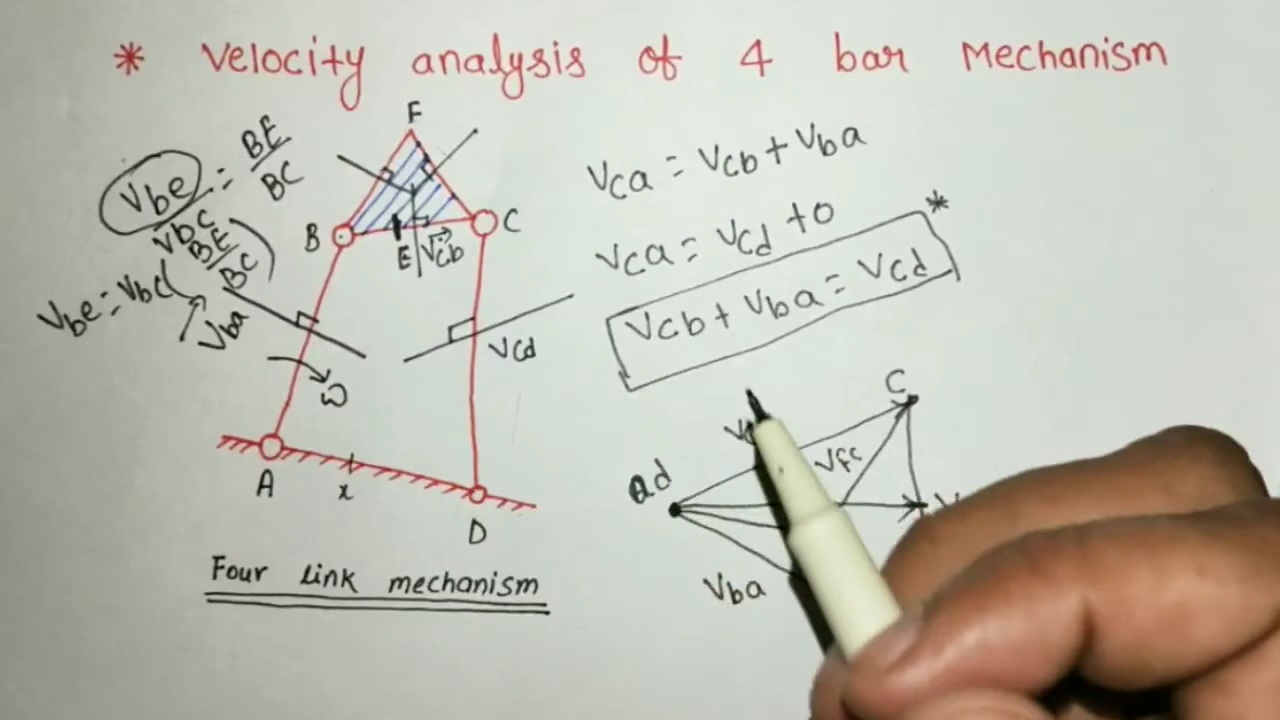 * Velocity analysis of 4 bar Mechanism
F
B
C
E
Vcb
Vbe/Vbc = BE/BC
Vbe = Vbc(BE/BC)
Vba
ω
Vcd
A
x
D
Four link mechanism
Vca = Vcb + Vba
Vca = Vcd + 0
*
Vcb + Vba = Vcd
C
Vfc
ad
Vba